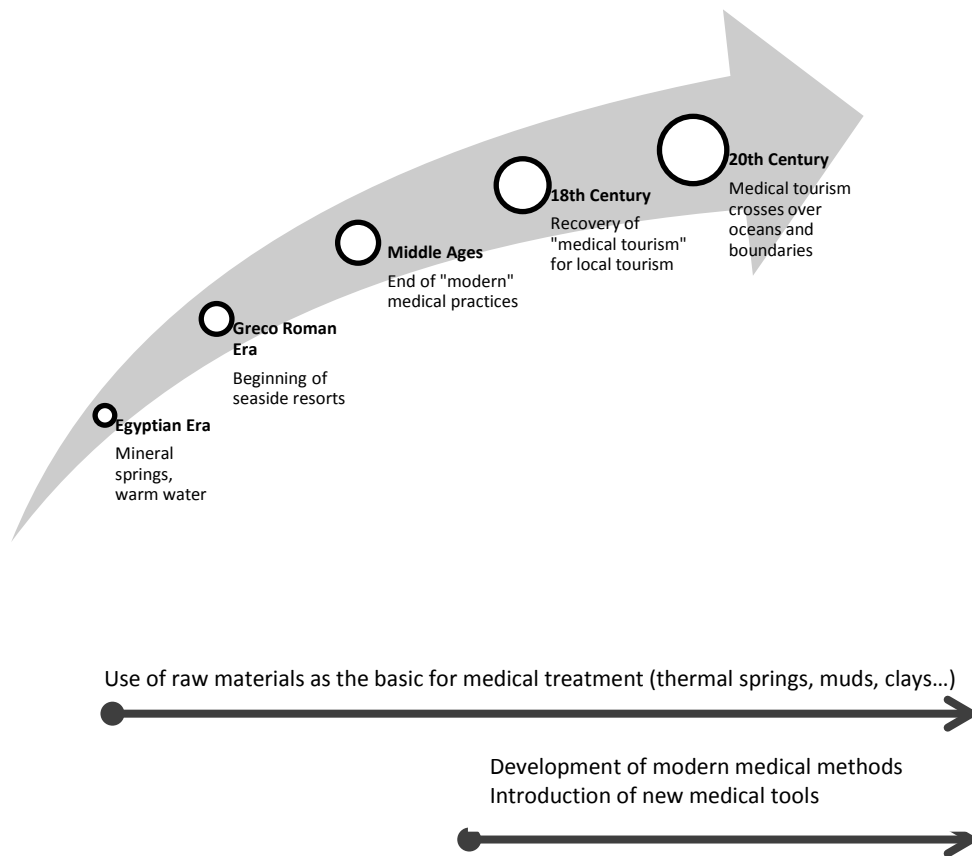 20th Century
Medical tourism
crosses over
oceans and
boundaries
18th Century
Recovery of
"medical tourism"
for local tourism
Middle Ages
End of "modern"
medical practices
Greco Roman
Era
Beginning of
seaside resorts
Egyptian Era
Mineral
springs,
warm water
Use of raw materials as the basic for medical treatment (thermal springs, muds, clays…)
Development of modern medical methods
Introduction of new medical tools